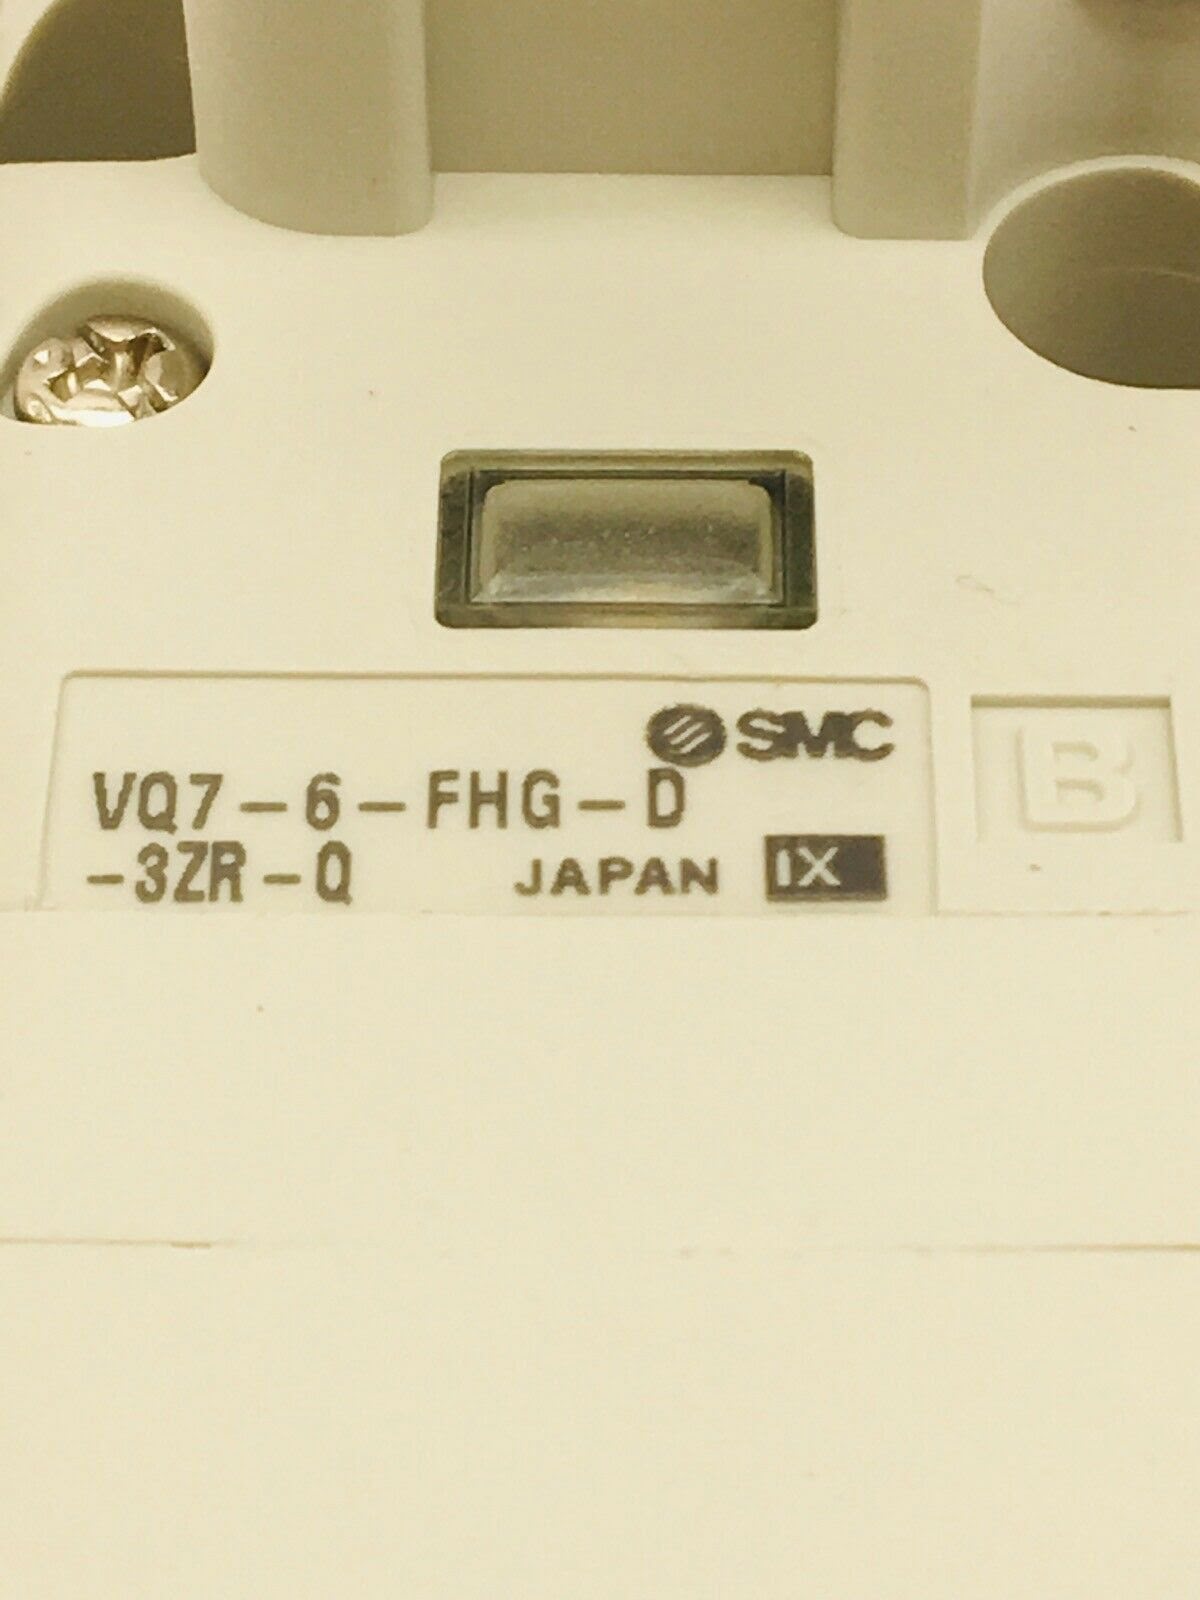 SMC
VQ7-6-FHG-D
-3ZR-Q JAPAN IX
B